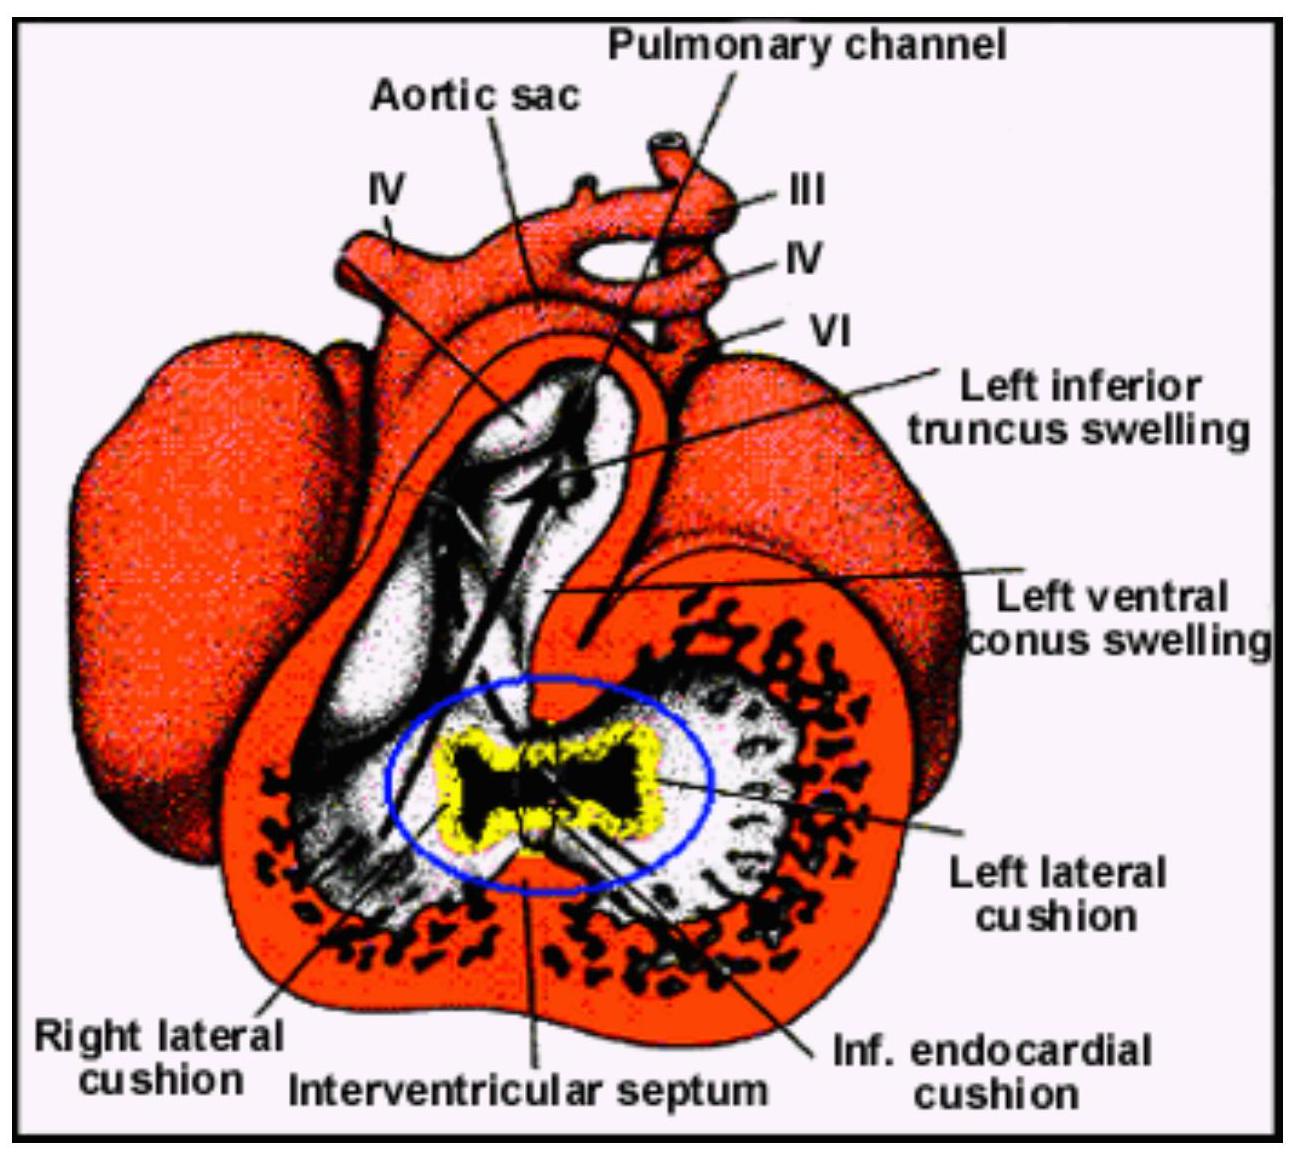 Pulmonary channel
Aortic sac
IV
III
IV
VI
Left inferior
truncus swelling
Left ventral
conus swelling
Left lateral
cushion
Right lateral
cushion
Interventricular septum
Inf. endocardial
cushion